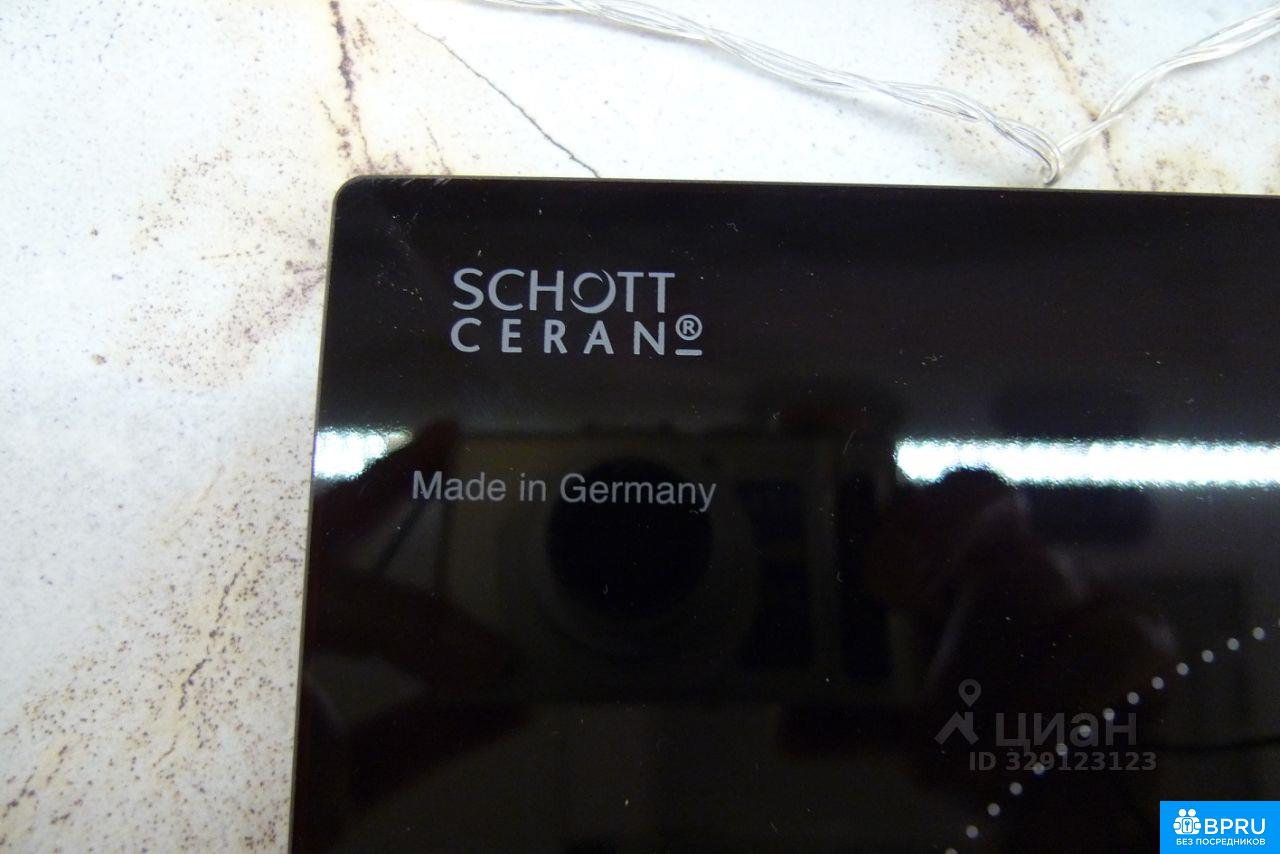 SCHOTT
CERAN®
Made in Germany
циан
ID 329123123
BPRU
БЕЗ ПОСРЕДНИКОВ